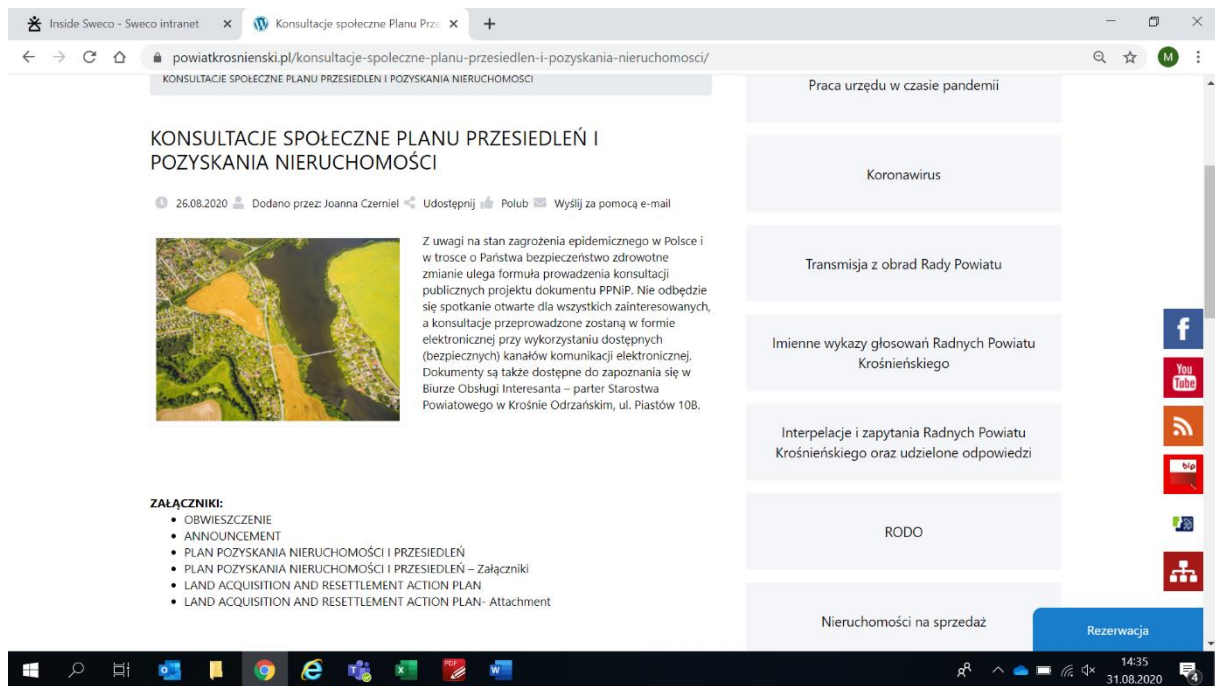 Inside Sweco - Sweco intranet
Konsultacje społeczne Planu Prze
powiatkrosnienski.pl/konsultacje-spoleczne-planu-przesiedlen-i-pozyskania-nieruchomosci/
M
KONSULTACJE SPOŁECZNE PLANU PRZESIEDLEŃ I POZYSKANIA NIERUCHOMOŚCI
KONSULTACJE SPOŁECZNE PLANU PRZESIEDLEŃ I
POZYSKANIA NIERUCHOMOŚCI
26.08.2020 Dodano przez: Joanna Czerniel Udostępnij Polub Wyślij za pomocą e-mail
Z uwagi na stan zagrożenia epidemicznego w Polsce i
w trosce o Państwa bezpieczeństwo zdrowotne
zmianie ulega formuła prowadzenia konsultacji
publicznych projektu dokumentu PPNiP. Nie odbędzie
się spotkanie otwarte dla wszystkich zainteresowanych,
a konsultacje przeprowadzone zostaną w formie
elektronicznej przy wykorzystaniu dostępnych
(bezpiecznych) kanałów komunikacji elektronicznej.
Dokumenty są także dostępne do zapoznania się w
Biurze Obsługi Interesanta – parter Starostwa
Powiatowego w Krośnie Odrzańskim, ul. Piastów 10B.
ZAŁĄCZNIKI:
OBWIESZCZENIE
ANNOUNCEMENT
PLAN POZYSKANIA NIERUCHOMOŚCI I PRZESIEDLEŃ
PLAN POZYSKANIA NIERUCHOMOŚCI I PRZESIEDLEŃ – Załączniki
LAND ACQUISITION AND RESETTLEMENT ACTION PLAN
LAND ACQUISITION AND RESETTLEMENT ACTION PLAN- Attachment
Praca urzędu w czasie pandemii
Koronawirus
Transmisja z obrad Rady Powiatu
Imienne wykazy głosowań Radnych Powiatu
Krośnieńskiego
Interpelacje i zapytania Radnych Powiatu
Krośnieńskiego oraz udzielone odpowiedzi
RODO
Nieruchomości na sprzedaż
f
You
Tube
bip
Rezerwacja
PDF
14:35
31.08.2020
4